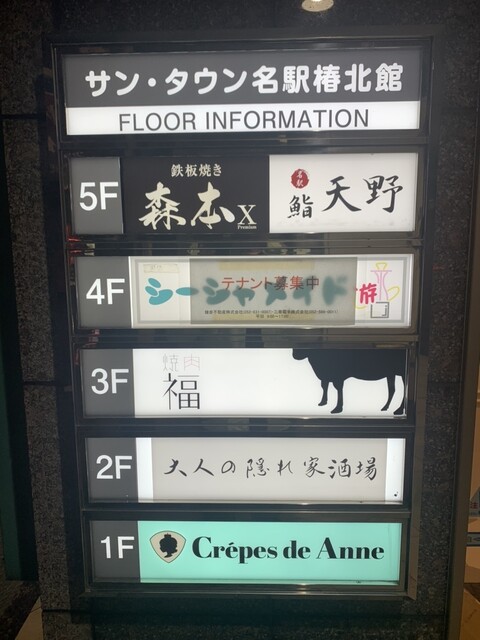 サン・タウン名駅椿北館
FLOOR INFORMATION
5F
鉄板焼き
森本X
Premium
名駅
鮨 天野
4F
テナント募集中
シーシャメイド
3F
焼肉
福
2F
大人の隠れ家酒場
1F
Crêpes de Anne